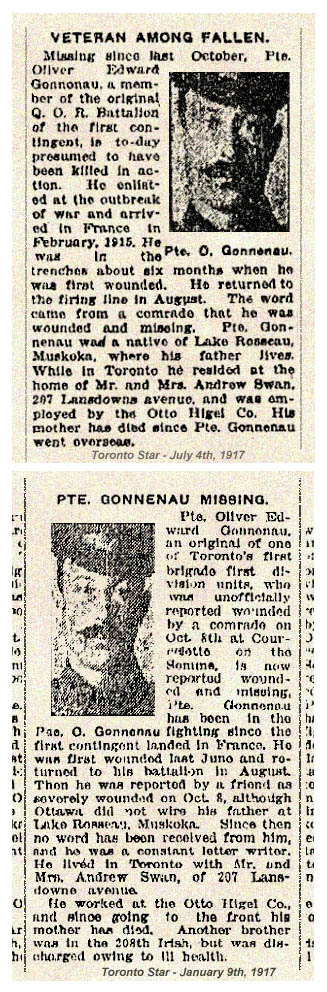 VETERAN AMONG FALLEN.
Missing since last October, Pte.
Oliver Edward
Gonnenau, a mem-
ber of the original
Q. O. R. Battalion
of the first con-
tingent, is to-day
presumed to have
been killed in ac-
tion. He enlist-
ed at the outbreak
of war and arriv-
ed in France in
February, 1915. He
was in the
Pte. O. Gonnenau.
trenches about six months when he
was first wounded. He returned to
the firing line in August. The word
came from a comrade that he was
wounded and missing. Pte. Gon-
nenau was a native of Lake Rosseau,
Muskoka, where his father lives.
While in Toronto he resided at the
home of Mr. and Mrs. Andrew Swan,
207 Lansdowns avenue, and was em-
ployed by the Otto Higel Co. His
mother has died since Pte. Gonnenau
went overseas.
Toronto Star - July 4th, 1917
PTE. GONNENAU MISSING.
Pte. Oliver Ed-
ward Gonnenau,
an original of one
of Toronto's first
brigade first di-
vision units, who
was unofficially
reported wounded
by a comrade on
Oct. 8th at Cour-
celette on the
Somme, is now
reported wound-
ed and missing,
Pte. Gonnenau
has been in the
Pte. O. Gonnenau
fighting since the
first contingent landed in France. He
was first wounded last June and re-
turned to his battalion in August.
Then he was reported by a friend as
severely wounded on Oct. 8, although
Ottawa did not wire his father at
Lake Rosseau, Muskoka. Since then
no word has been received from him,
and he was a constant letter writer.
He lived in Toronto with Mr. and
Mrs. Andrew Swan, of 207 Lans-
downe avenue.
He worked at the Otto Higel Co.,
and since going to the front his
mother has died. Another brother
was in the 208th Irish, but was dis-
charged owing to ill health.
Toronto Star - January 9th, 1917